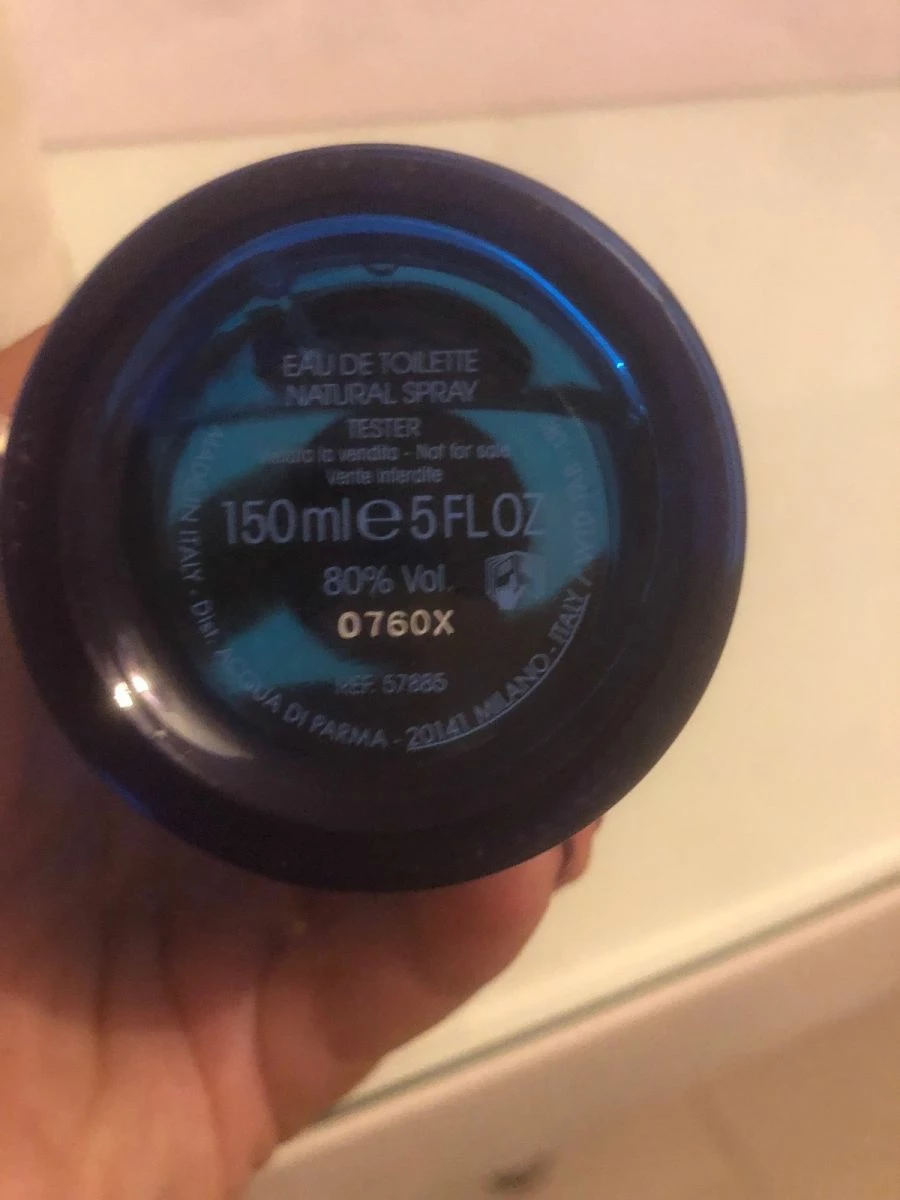 EAU DE TOILETTE
NATURAL SPRAY
TESTER
la vendita - Not for sale
Vente interdite
150ml e 5FL OZ
80% Vol.
0760X
REF. 57885
MADE IN ITALY - Dist. ACQUA DI PARMA - 20141 MILANO - ITALY